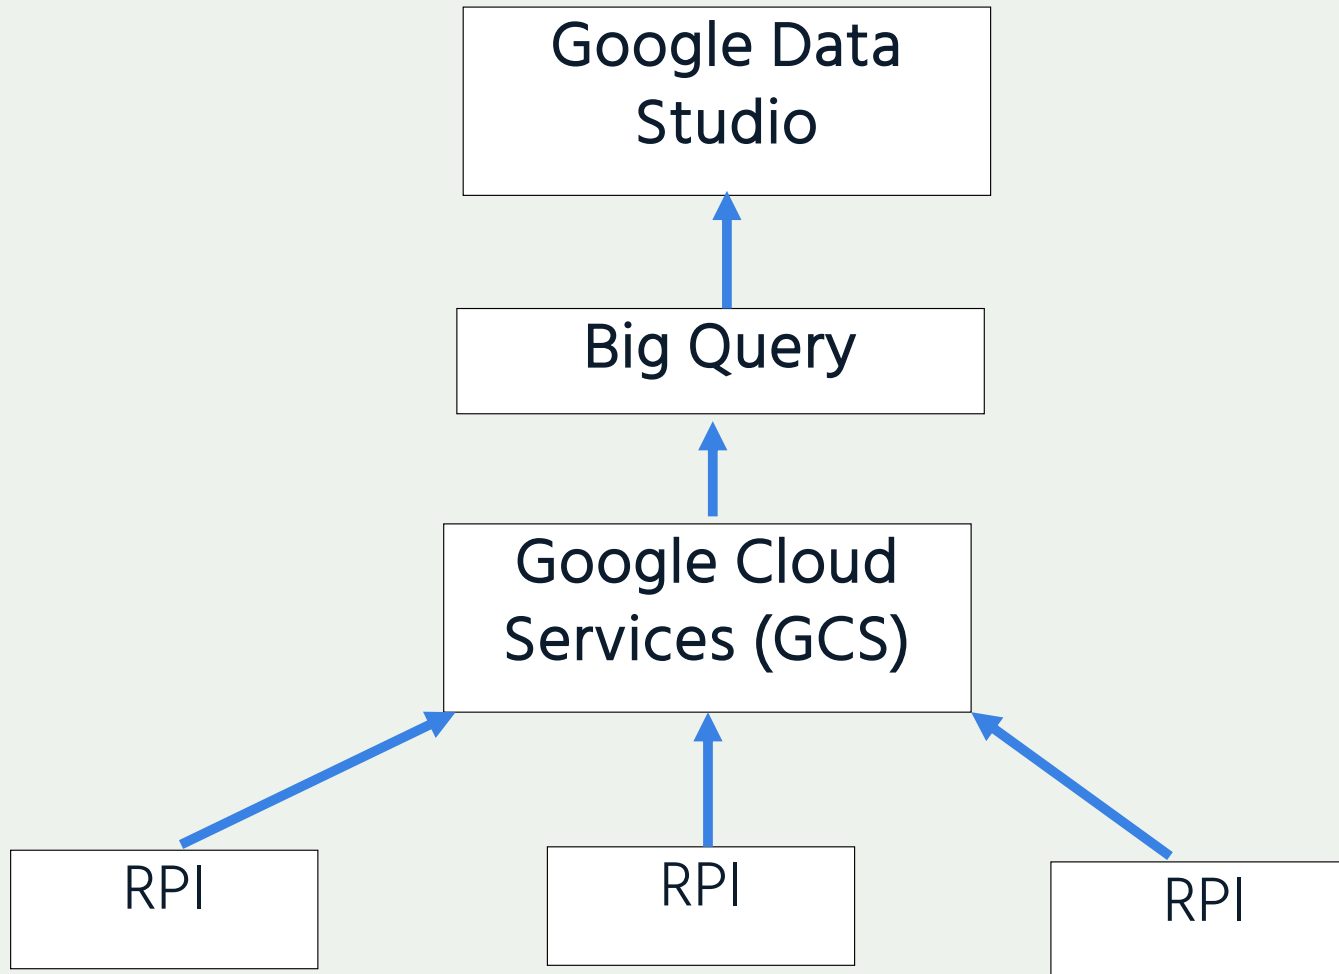 Google Data
Studio
Big Query
Google Cloud
Services (GCS)
RPI
RPI
RPI